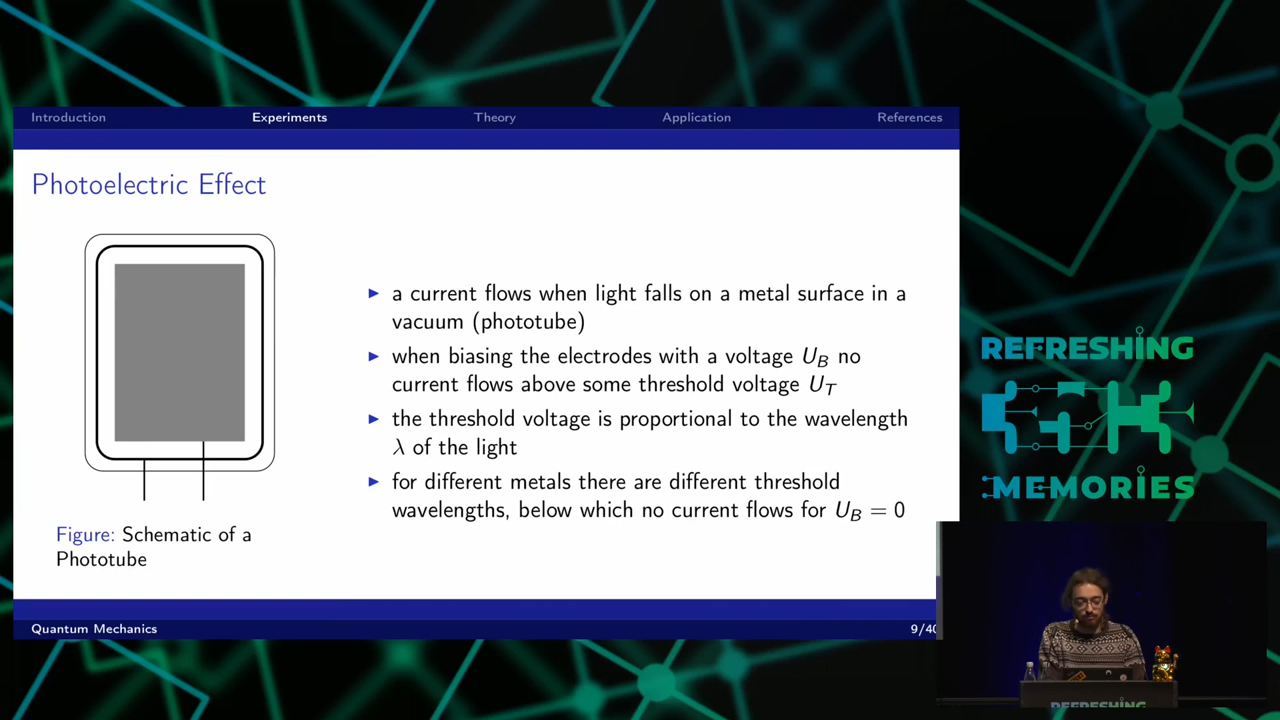 Introduction
Experiments
Theory
Application
References
Photoelectric Effect
▶ a current flows when light falls on a metal surface in a
vacuum (phototube)
▶ when biasing the electrodes with a voltage U_B no
current flows above some threshold voltage U_T
▶ the threshold voltage is proportional to the wavelength
λ of the light
▶ for different metals there are different threshold
wavelengths, below which no current flows for U_B = 0
Figure: Schematic of a
Phototube
Quantum Mechanics
9/40
REFRESHING
MEMORIES
REFRESHING